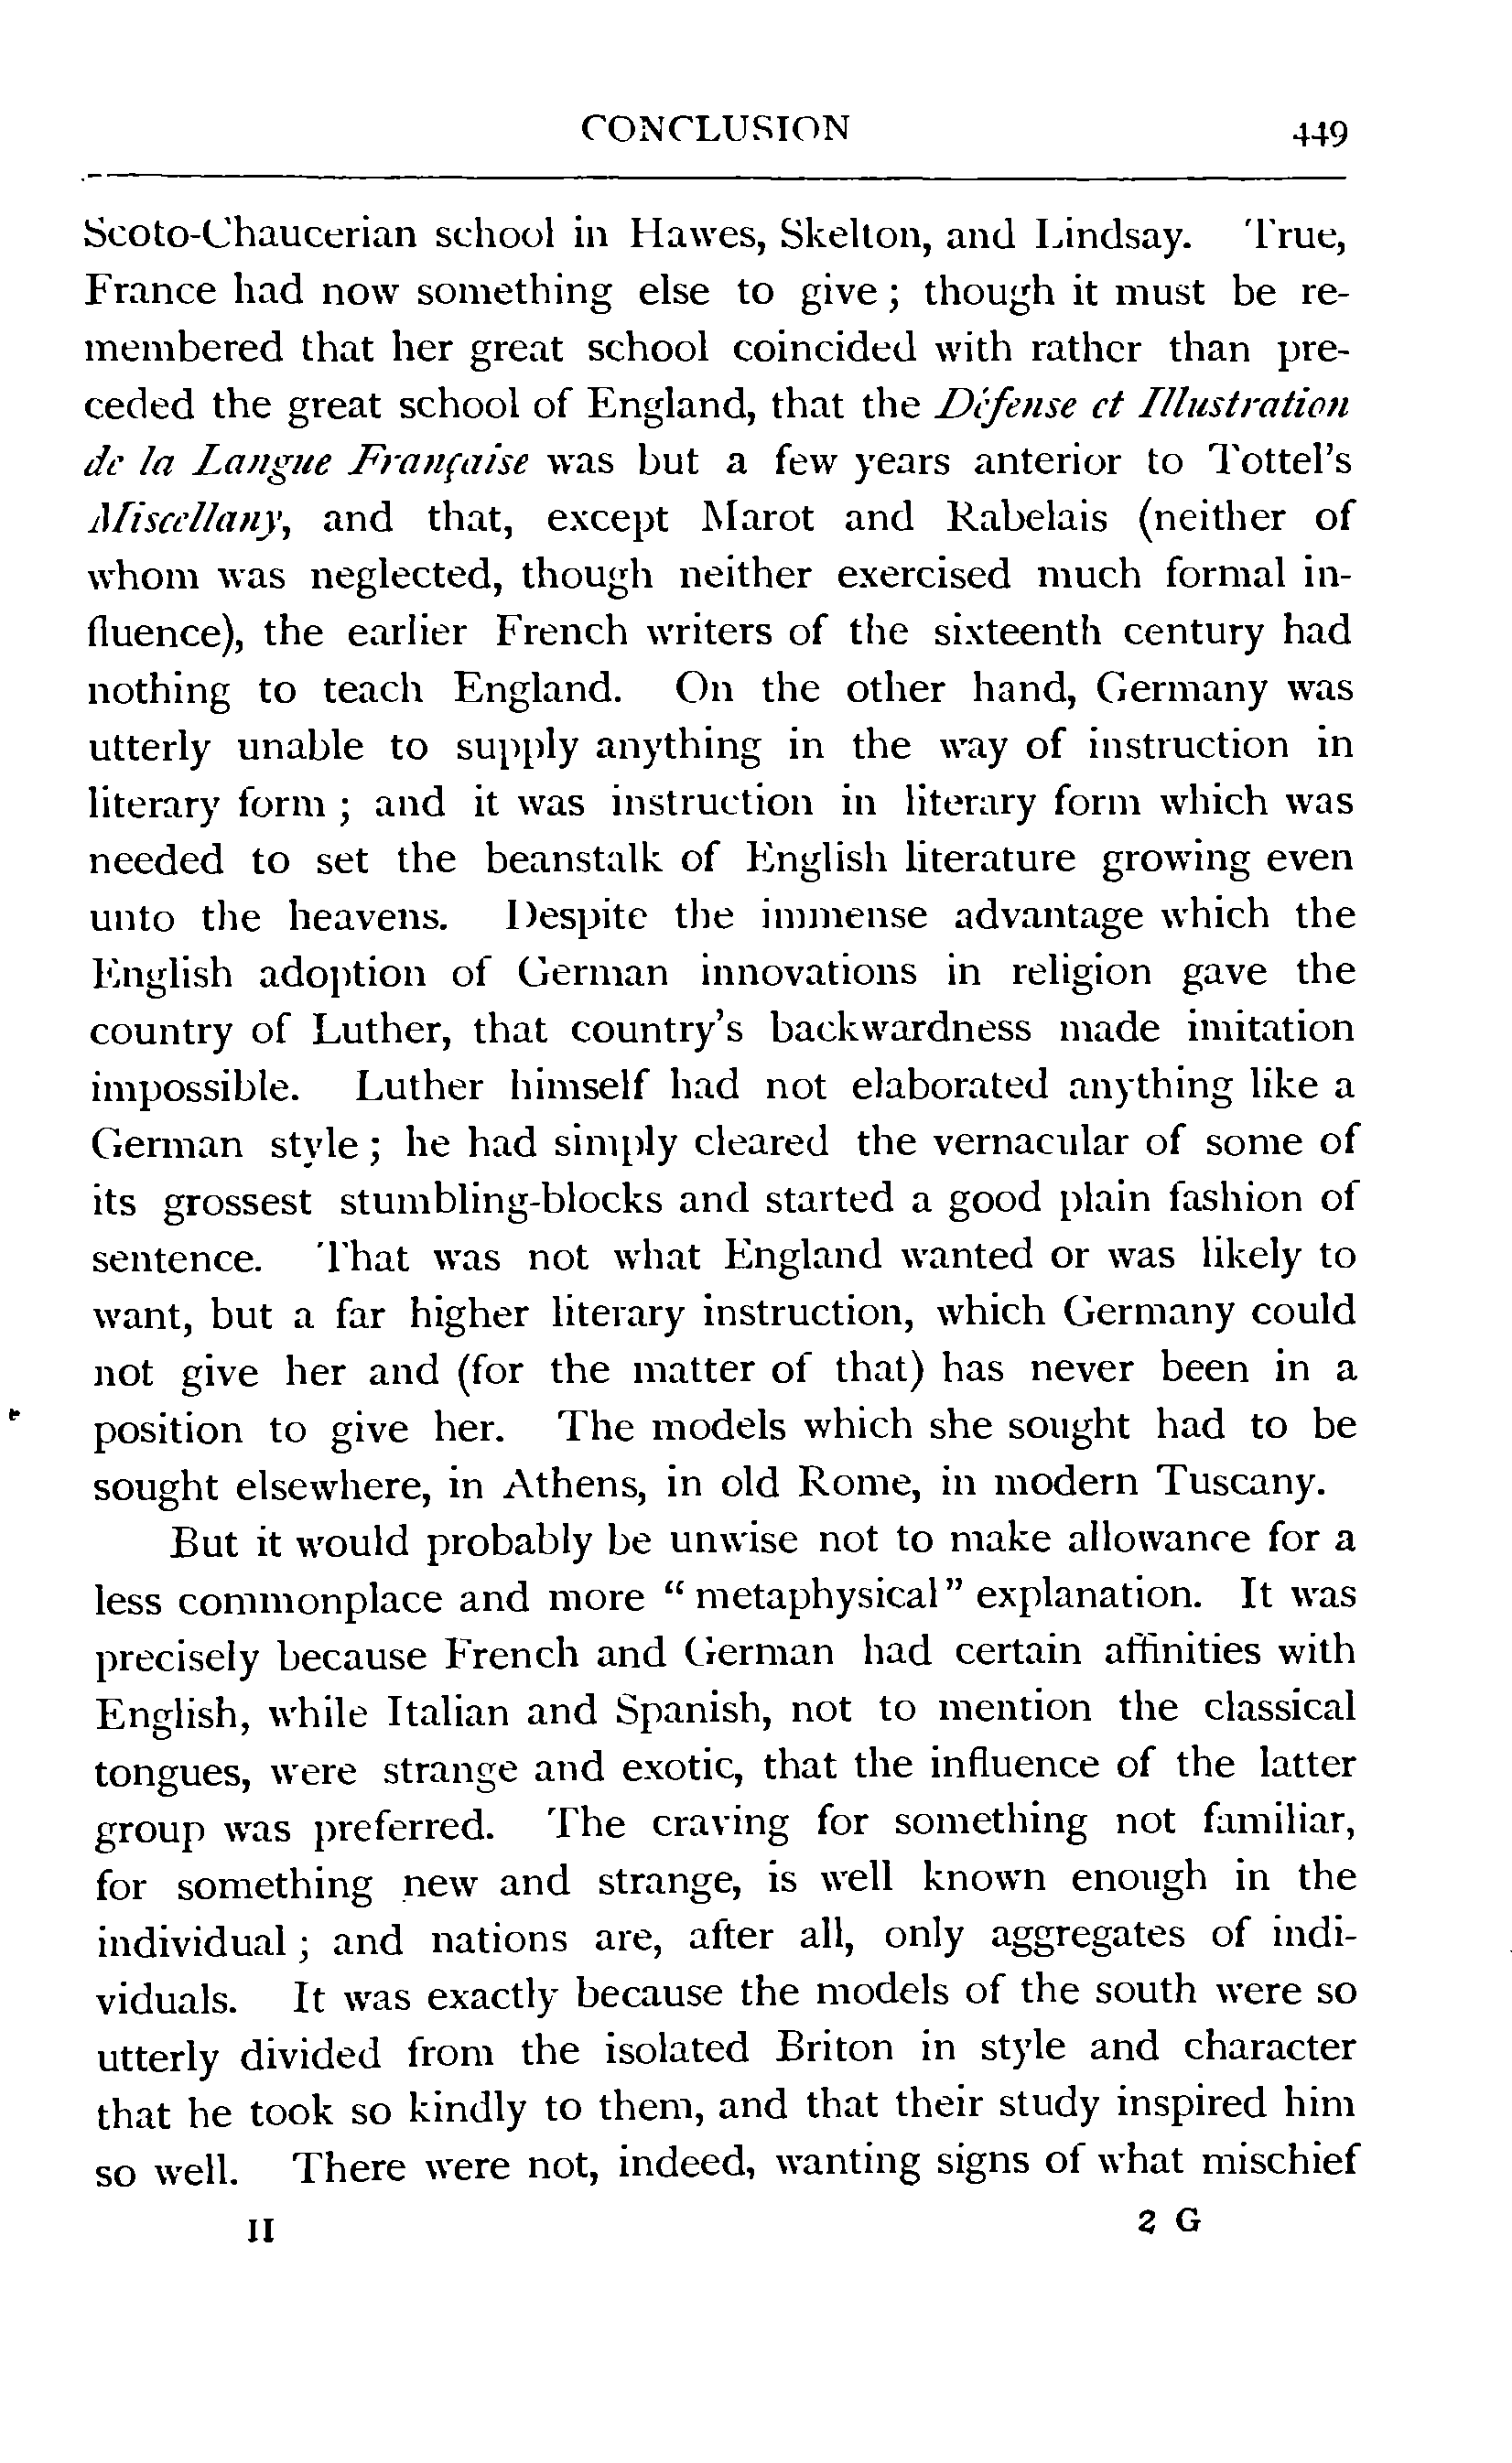 CONCLUSION 449
Scoto-Chaucerian school in Hawes, Skelton, and Lindsay. True,
France had now something else to give; though it must be re-
membered that her great school coincided with rather than pre-
ceded the great school of England, that the Défense et Illustration
de la Langue Française was but a few years anterior to Tottel's
Miscellany, and that, except Marot and Rabelais (neither of
whom was neglected, though neither exercised much formal in-
fluence), the earlier French writers of the sixteenth century had
nothing to teach England. On the other hand, Germany was
utterly unable to supply anything in the way of instruction in
literary form; and it was instruction in literary form which was
needed to set the beanstalk of English literature growing even
unto the heavens. Despite the immense advantage which the
English adoption of German innovations in religion gave the
country of Luther, that country's backwardness made imitation
impossible. Luther himself had not elaborated anything like a
German style; he had simply cleared the vernacular of some of
its grossest stumbling-blocks and started a good plain fashion of
sentence. That was not what England wanted or was likely to
want, but a far higher literary instruction, which Germany could
not give her and (for the matter of that) has never been in a
position to give her. The models which she sought had to be
sought elsewhere, in Athens, in old Rome, in modern Tuscany.
But it would probably be unwise not to make allowance for a
less commonplace and more "metaphysical" explanation. It was
precisely because French and German had certain affinities with
English, while Italian and Spanish, not to mention the classical
tongues, were strange and exotic, that the influence of the latter
group was preferred. The craving for something not familiar,
for something new and strange, is well known enough in the
individual; and nations are, after all, only aggregates of indi-
viduals. It was exactly because the models of the south were so
utterly divided from the isolated Briton in style and character
that he took so kindly to them, and that their study inspired him
so well. There were not, indeed, wanting signs of what mischief
II 2 G